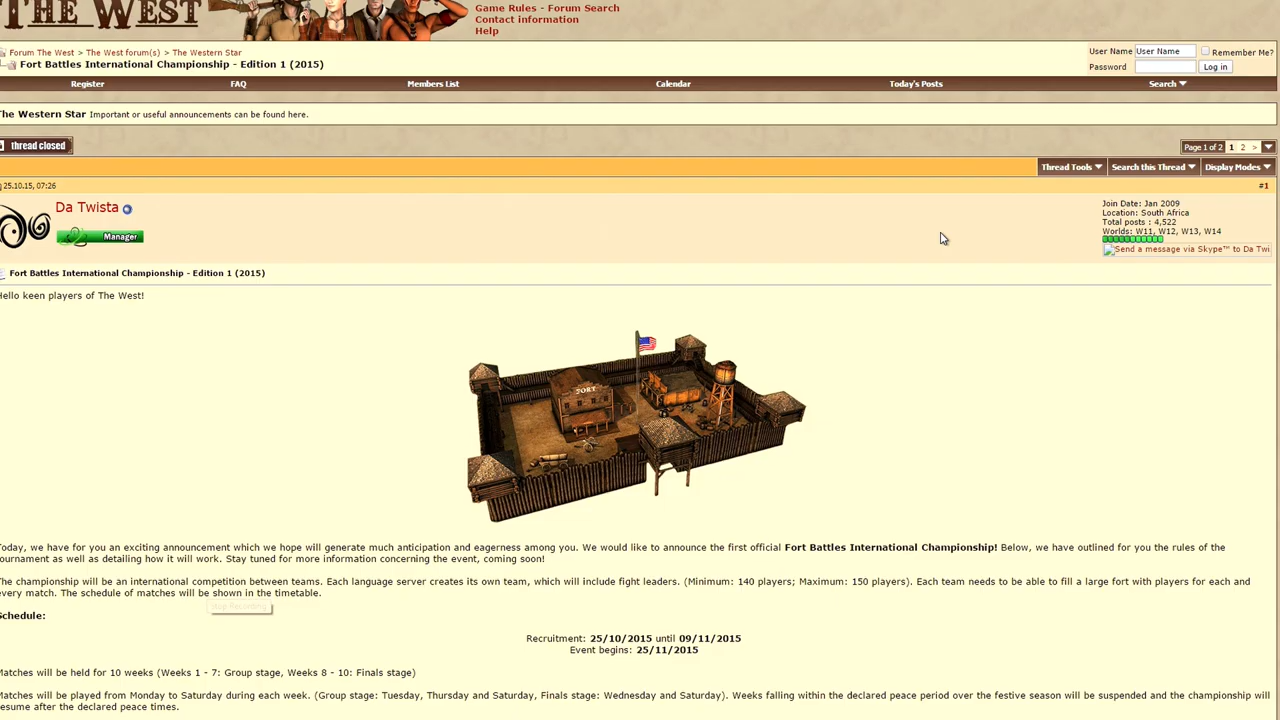 THE WEST
Game Rules - Forum Search
Contact information
Help
Forum The West > The West forum(s) > The Western Star
Fort Battles International Championship - Edition 1 (2015)
User Name User Name Remember Me?
Password Log in
Register FAQ Members List Calendar Today's Posts Search
The Western Star Important or useful announcements can be found here.
thread closed
Page 1 of 2 1 2 >
Thread Tools Search this Thread Display Modes
25.10.15, 07:26 #1
Da Twista
Manager
Join Date: Jan 2009
Location: South Africa
Total posts : 4,522
Worlds: W11, W12, W13, W14
Send a message via Skype™ to Da Twi
Fort Battles International Championship - Edition 1 (2015)
Hello keen players of The West!
FORT
Today, we have for you an exciting announcement which we hope will generate much anticipation and eagerness among you. We would like to announce the first official Fort Battles International Championship! Below, we have outlined for you the rules of the
tournament as well as detailing how it will work. Stay tuned for more information concerning the event, coming soon!
The championship will be an international competition between teams. Each language server creates its own team, which will include fight leaders. (Minimum: 140 players; Maximum: 150 players). Each team needs to be able to fill a large fort with players for each and
every match. The schedule of matches will be shown in the timetable.
Stop Recording
Schedule:
Recruitment: 25/10/2015 until 09/11/2015
Event begins: 25/11/2015
Matches will be held for 10 weeks (Weeks 1 - 7: Group stage, Weeks 8 - 10: Finals stage)
Matches will be played from Monday to Saturday during each week. (Group stage: Tuesday, Thursday and Saturday, Finals stage: Wednesday and Saturday). Weeks falling within the declared peace period over the festive season will be suspended and the championship will
resume after the declared peace times.